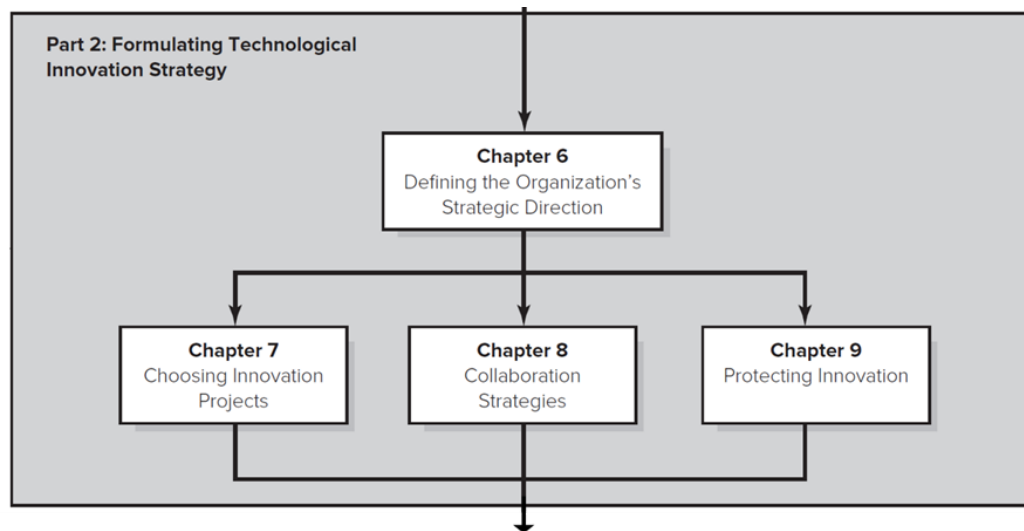 Part 2: Formulating Technological
Innovation Strategy
Chapter 6
Defining the Organization's
Strategic Direction
Chapter 7
Choosing Innovation
Projects
Chapter 8
Collaboration
Strategies
Chapter 9
Protecting Innovation